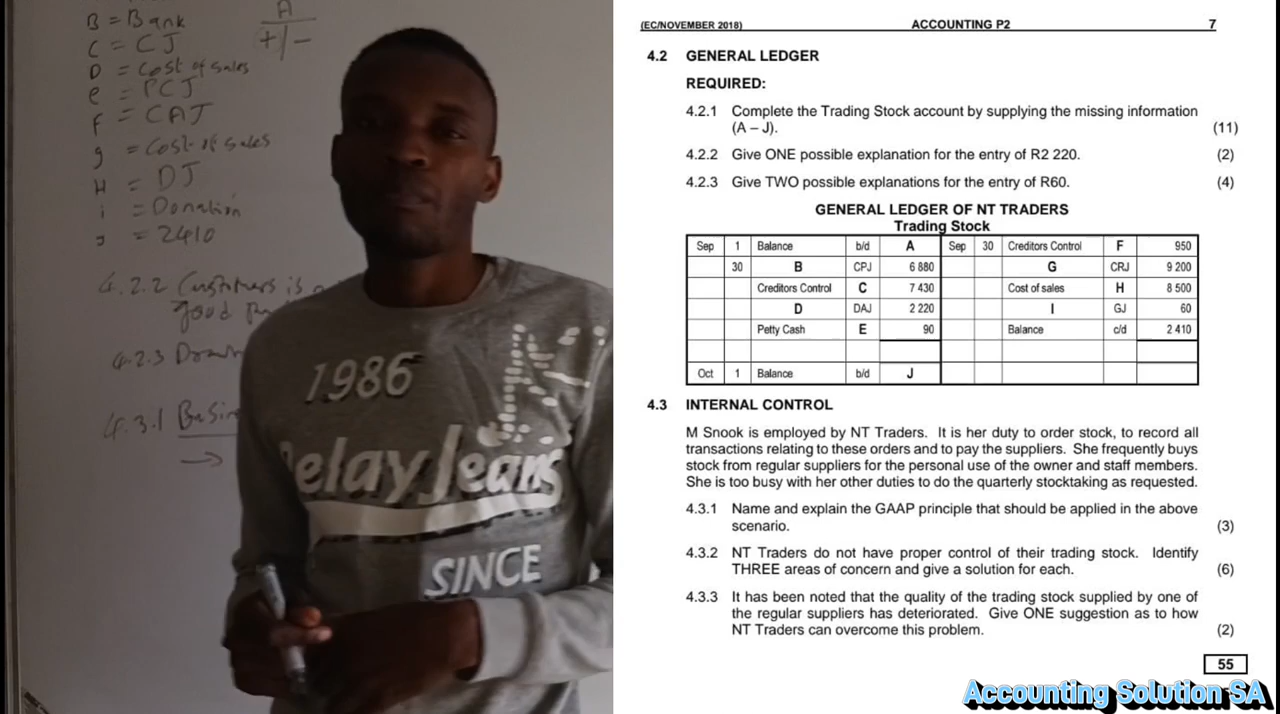 B = Bank
C = CJ
D = Cost of sales
e = PCJ
F = CAJ
g = Cost of sales
H = DJ
i = Donation
J = 2410
A
+/-
4.2.2 Customers is
good
4.2.3
4.3.1
→
1986
Relay Jeans
SINCE
(EC/NOVEMBER 2018) ACCOUNTING P2 7
4.2 GENERAL LEDGER
REQUIRED:
4.2.1 Complete the Trading Stock account by supplying the missing information
(A – J). (11)
4.2.2 Give ONE possible explanation for the entry of R2 220. (2)
4.2.3 Give TWO possible explanations for the entry of R60. (4)
GENERAL LEDGER OF NT TRADERS
Trading Stock
Sep 1 Balance b/d A Sep 30 Creditors Control F 950
30 B CPJ 6 880 G CRJ 9 200
Creditors Control C 7 430 Cost of sales H 8 500
D DAJ 2 220 I GJ 60
Petty Cash E 90 Balance c/d 2 410
Oct 1 Balance b/d J
4.3 INTERNAL CONTROL
M Snook is employed by NT Traders. It is her duty to order stock, to record all
transactions relating to these orders and to pay the suppliers. She frequently buys
stock from regular suppliers for the personal use of the owner and staff members.
She is too busy with her other duties to do the quarterly stocktaking as requested.
4.3.1 Name and explain the GAAP principle that should be applied in the above
scenario. (3)
4.3.2 NT Traders do not have proper control of their trading stock. Identify
THREE areas of concern and give a solution for each. (6)
4.3.3 It has been noted that the quality of the trading stock supplied by one of
the regular suppliers has deteriorated. Give ONE suggestion as to how
NT Traders can overcome this problem. (2)
55
Accounting Solution SA